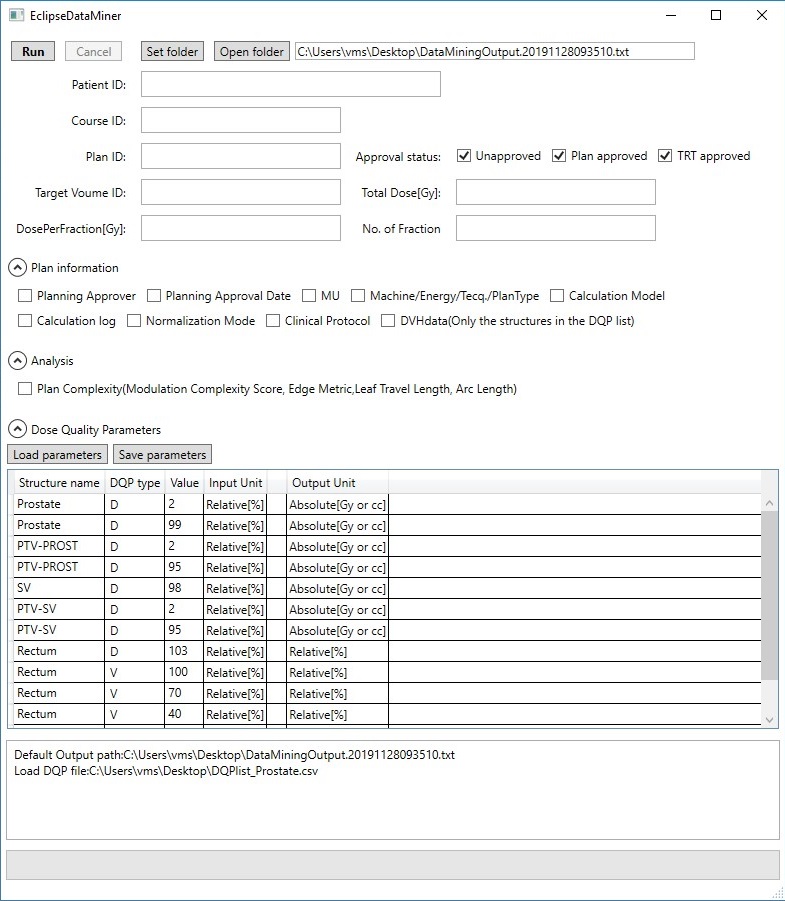 EclipseDataMiner
Run Cancel Set folder Open folder C:\Users\vms\Desktop\DataMiningOutput.20191128093510.txt
Patient ID:
Course ID:
Plan ID: Approval status: Unapproved Plan approved TRT approved
Target Voume ID: Total Dose[Gy]:
DosePerFraction[Gy]: No. of Fraction
Plan information
Planning Approver Planning Approval Date MU Machine/Energy/Tecq./PlanType Calculation Model
Calculation log Normalization Mode Clinical Protocol DVHdata(Only the structures in the DQP list)
Analysis
Plan Complexity(Modulation Complexity Score, Edge Metric,Leaf Travel Length, Arc Length)
Dose Quality Parameters
Load parameters Save parameters
Structure name DQP type Value Input Unit Output Unit
Prostate D 2 Relative[%] Absolute[Gy or cc]
Prostate D 99 Relative[%] Absolute[Gy or cc]
PTV-PROST D 2 Relative[%] Absolute[Gy or cc]
PTV-PROST D 95 Relative[%] Absolute[Gy or cc]
SV D 98 Relative[%] Absolute[Gy or cc]
PTV-SV D 2 Relative[%] Absolute[Gy or cc]
PTV-SV D 95 Relative[%] Absolute[Gy or cc]
Rectum D 103 Relative[%] Relative[%]
Rectum V 100 Relative[%] Relative[%]
Rectum V 70 Relative[%] Relative[%]
Rectum V 40 Relative[%] Relative[%]
Default Output path:C:\Users\vms\Desktop\DataMiningOutput.20191128093510.txt
Load DQP file:C:\Users\vms\Desktop\DQPlist_Prostate.csv